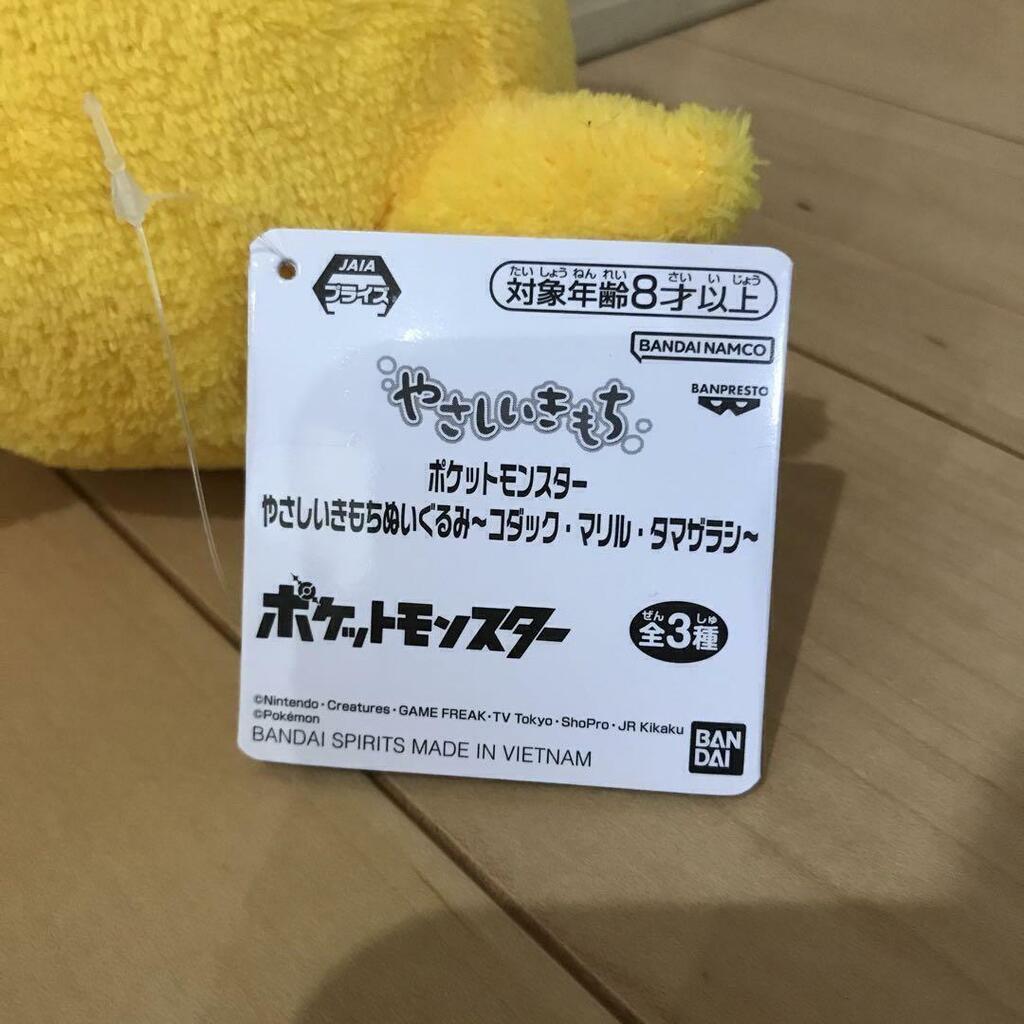 JAIA
プライズ
たいしょうねんれい さいいじょう
対象年齢8才以上
BANDAI NAMCO
BANPRESTO
やさしいきもち
ポケットモンスター
やさしいきもちぬいぐるみ~コダック・マリル・タマザラシ~
ポケットモンスター
ぜん しゅ
全3種
©Nintendo・Creatures・GAME FREAK・TV Tokyo・ShoPro・JR Kikaku
©Pokémon
BANDAI SPIRITS MADE IN VIETNAM
BAN
DAI